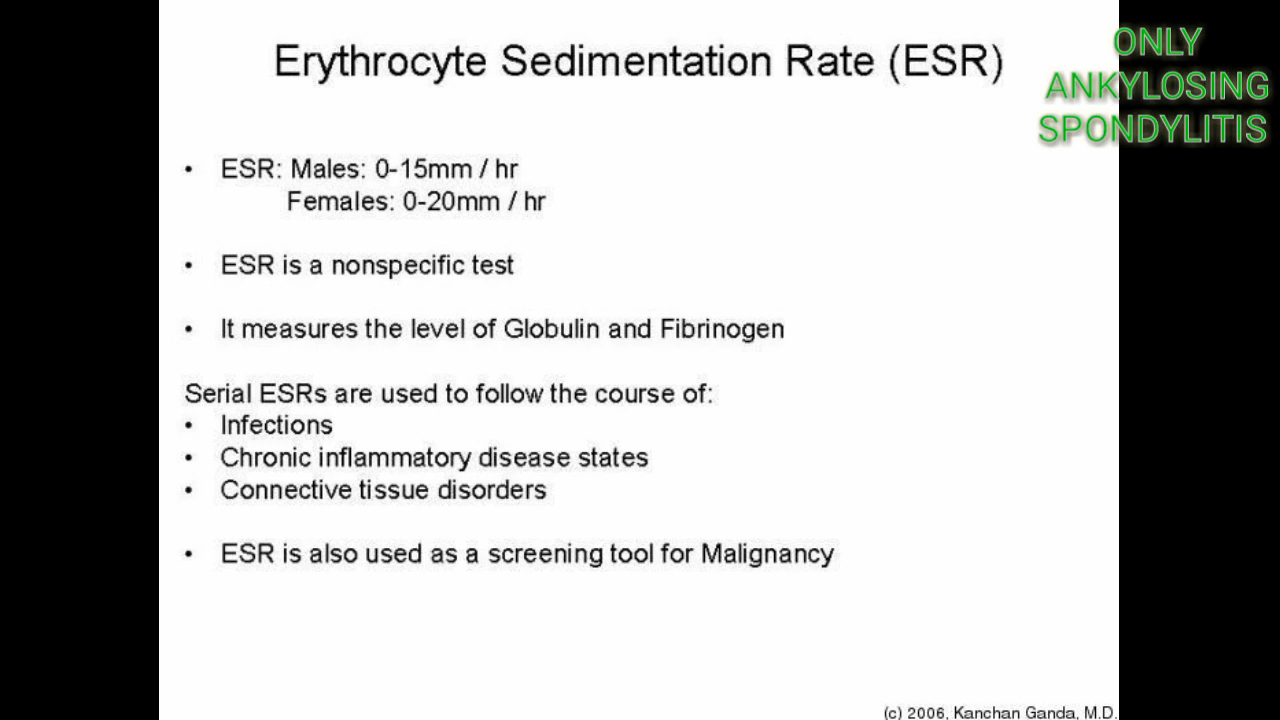 Erythrocyte Sedimentation Rate (ESR)
ONLY
ANKYLOSING
SPONDYLITIS
• ESR: Males: 0-15mm / hr
Females: 0-20mm / hr
• ESR is a nonspecific test
• It measures the level of Globulin and Fibrinogen
Serial ESRs are used to follow the course of:
• Infections
• Chronic inflammatory disease states
• Connective tissue disorders
• ESR is also used as a screening tool for Malignancy
(c) 2006, Kanchan Ganda, M.D.